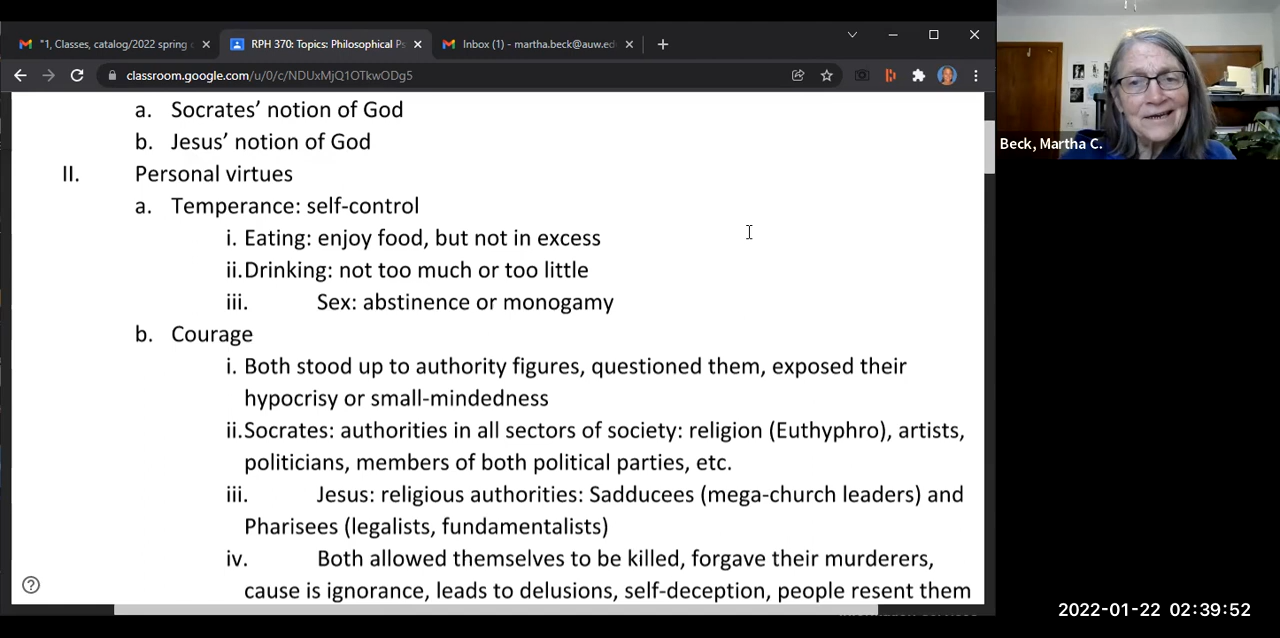 *1, Classes, catalog/2022 spring c
RPH 370: Topics: Philosophical Ps
Inbox (1) - martha.beck@auw.ed
classroom.google.com/u/0/c/NDUxMjQ1OTkwODg5
a. Socrates' notion of God
b. Jesus' notion of God
II. Personal virtues
a. Temperance: self-control
i. Eating: enjoy food, but not in excess
ii.Drinking: not too much or too little
iii. Sex: abstinence or monogamy
b. Courage
i. Both stood up to authority figures, questioned them, exposed their
hypocrisy or small-mindedness
ii.Socrates: authorities in all sectors of society: religion (Euthyphro), artists,
politicians, members of both political parties, etc.
iii. Jesus: religious authorities: Sadducees (mega-church leaders) and
Pharisees (legalists, fundamentalists)
iv. Both allowed themselves to be killed, forgave their murderers,
cause is ignorance, leads to delusions, self-deception, people resent them
Beck, Martha C.
2022-01-22 02:39:52